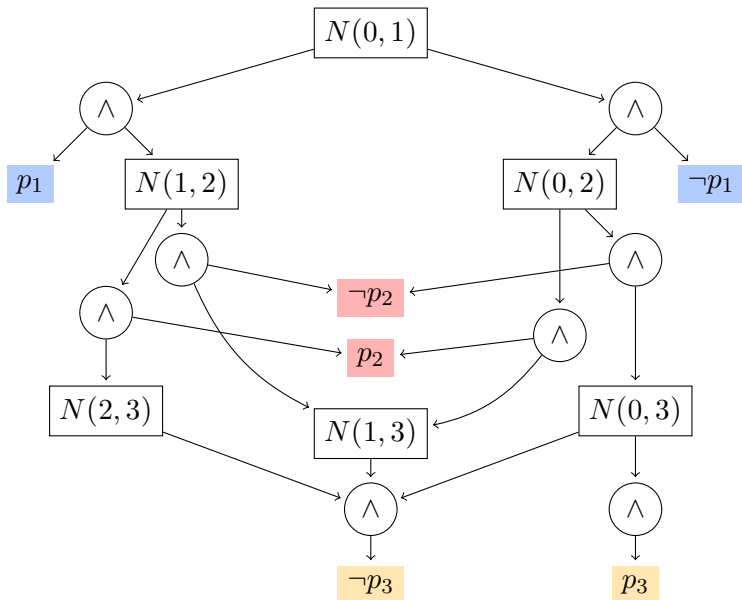 N(0, 1)
∧
∧
p₁
N(1, 2)
N(0, 2)
¬p₁
∧
∧
¬p₂
∧
∧
p₂
N(2, 3)
N(1, 3)
N(0, 3)
∧
∧
¬p₃
p₃